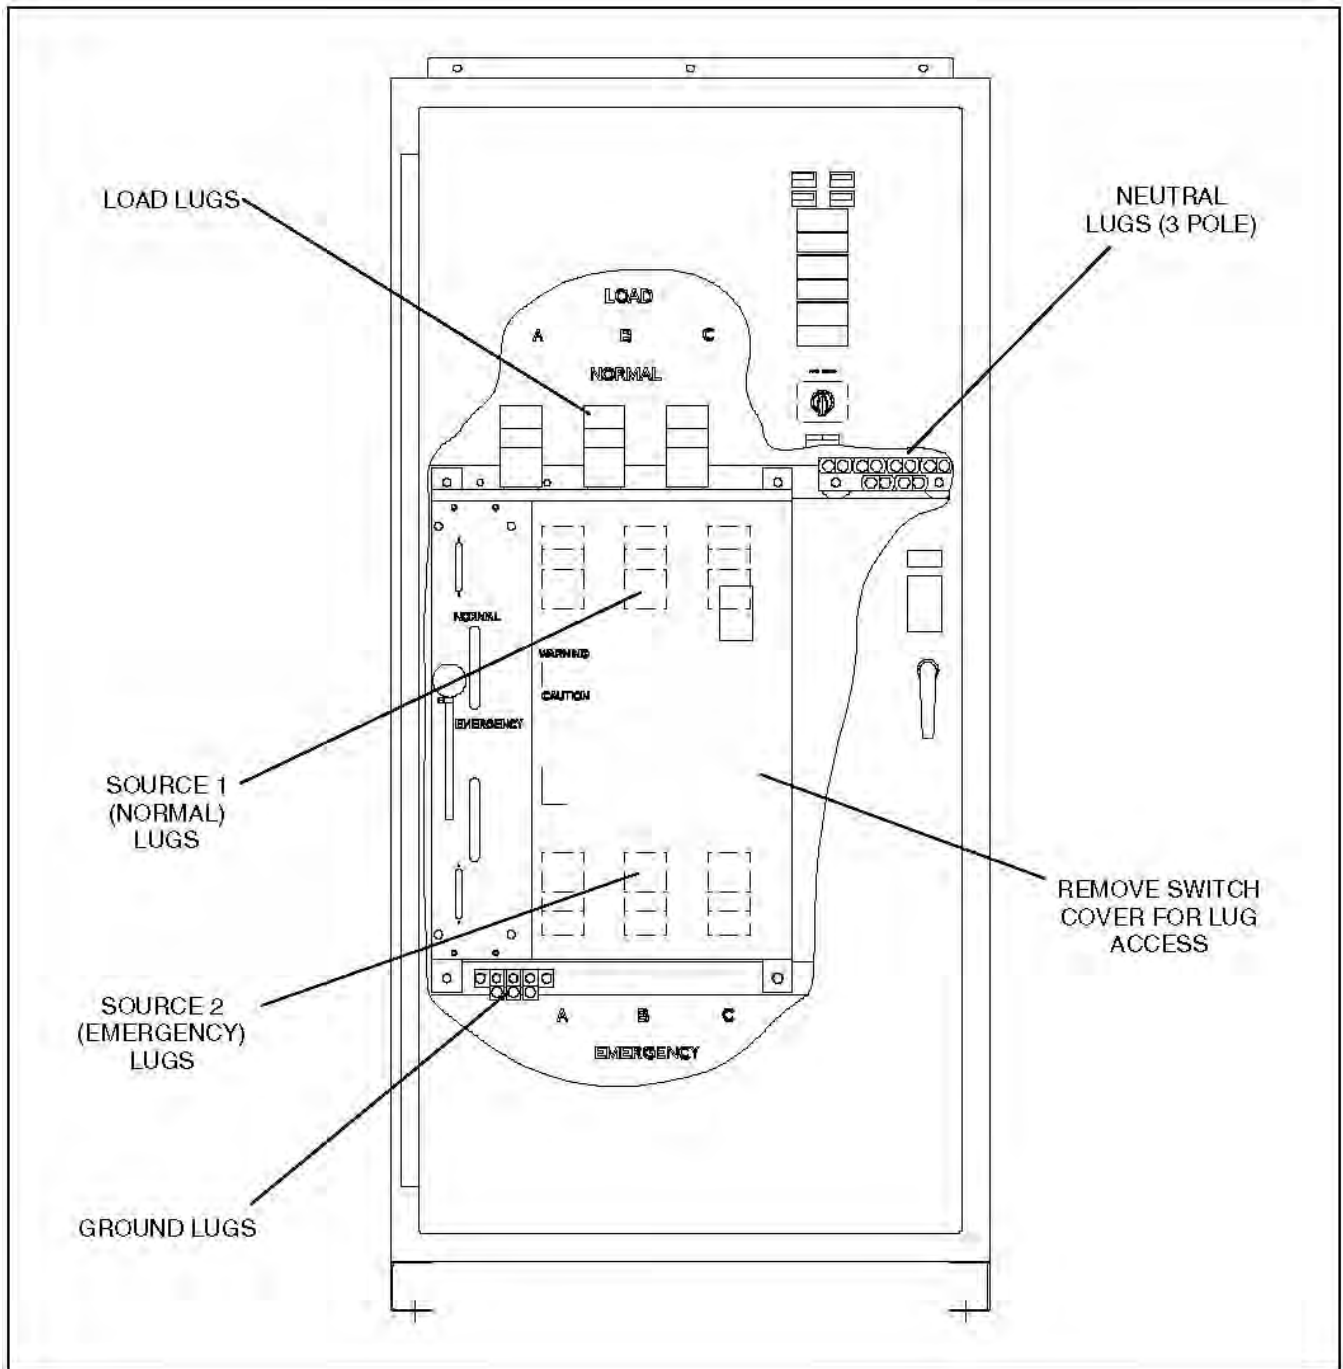 LOAD LUGS
NEUTRAL
LUGS (3 POLE)
LOAD
A B C
NORMAL
NORMAL
WARNING
CAUTION
EMERGENCY
SOURCE 1
(NORMAL)
LUGS
REMOVE SWITCH
COVER FOR LUG
ACCESS
SOURCE 2
(EMERGENCY)
LUGS
A B C
EMERGENCY
GROUND LUGS